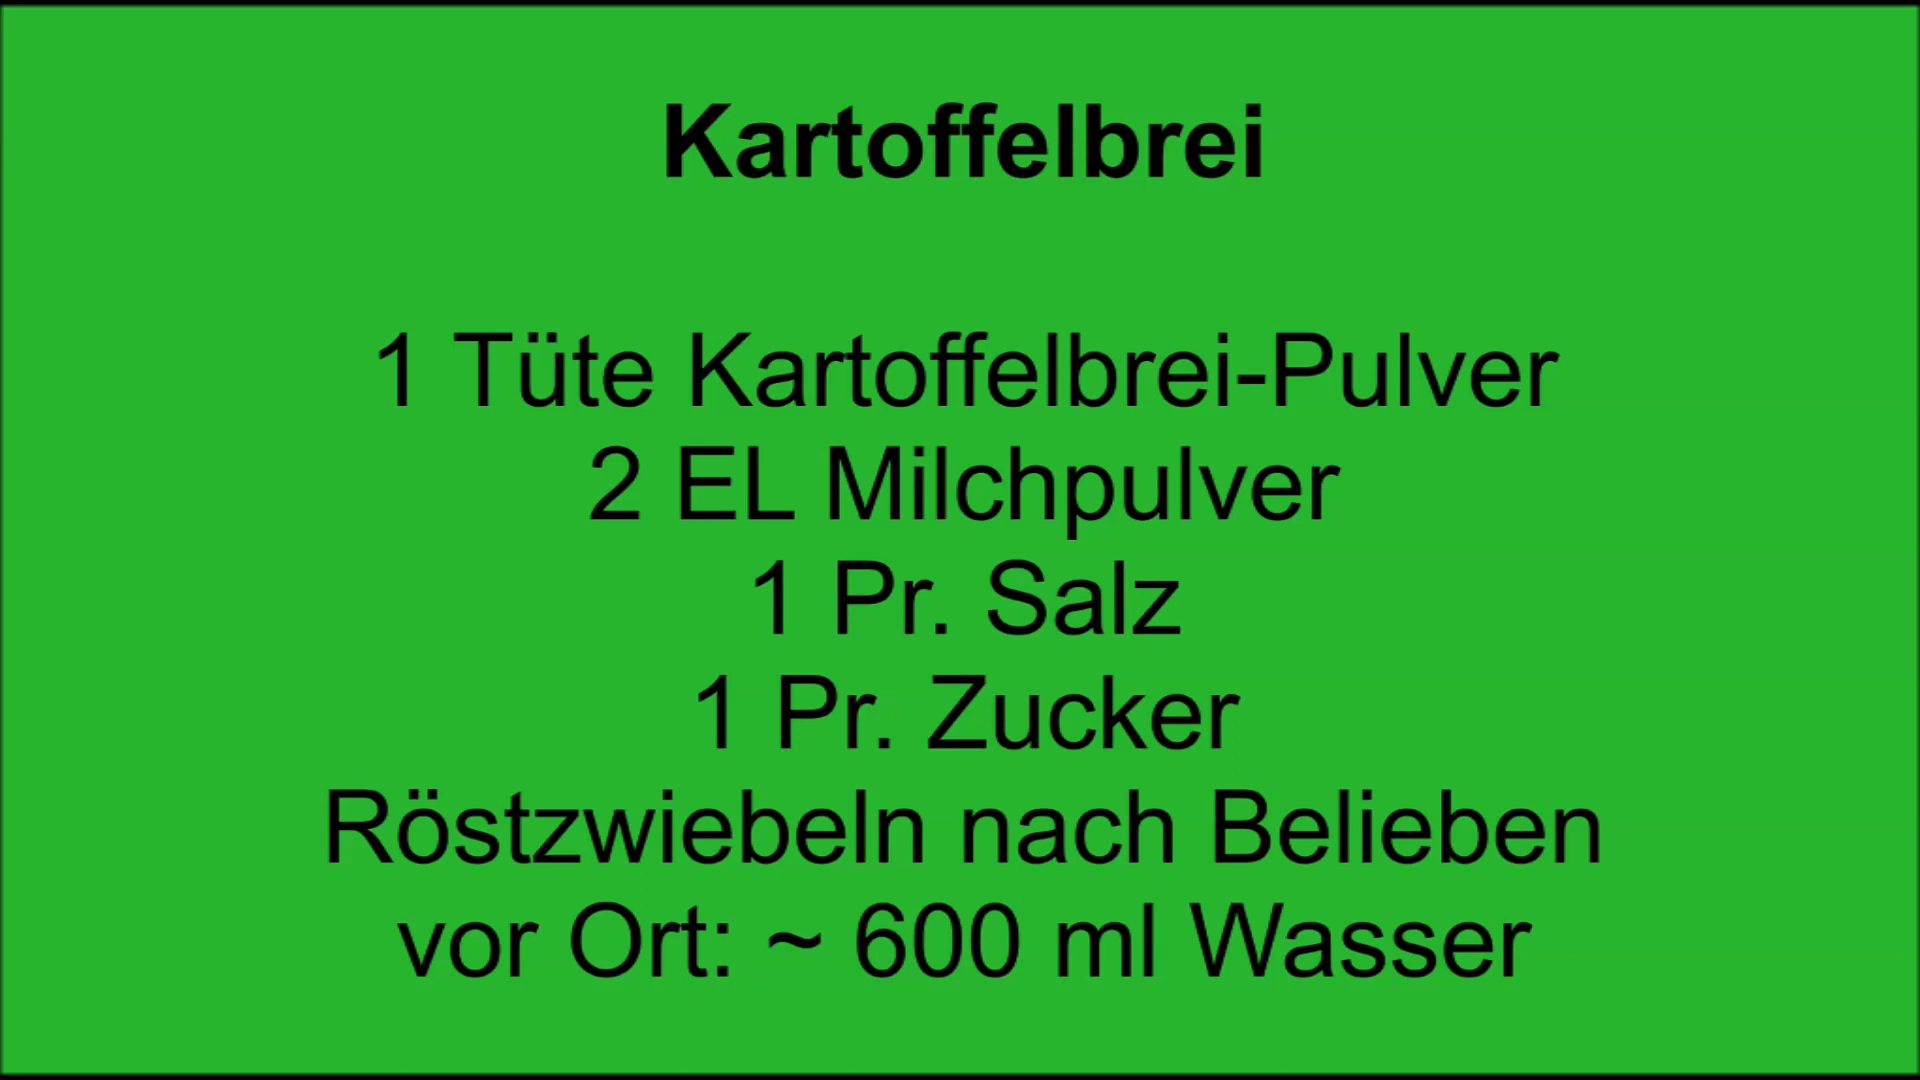 Kartoffelbrei
1 Tüte Kartoffelbrei-Pulver
2 EL Milchpulver
1 Pr. Salz
1 Pr. Zucker
Röstzwiebeln nach Belieben
vor Ort: ~ 600 ml Wasser